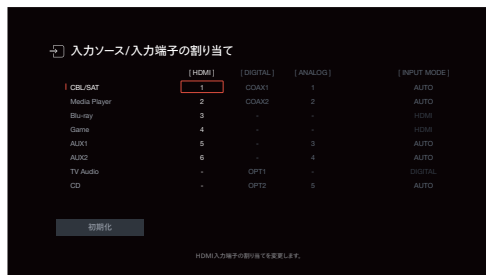 入力ソース/入力端子の割り当て
[ HDMI ] [ DIGITAL ] [ ANALOG ] [ INPUT MODE ]
CBL/SAT 1 COAX1 1 AUTO
Media Player 2 COAX2 2 AUTO
Blu-ray 3 - - HDMI
Game 4 - - HDMI
AUX1 5 - 3 AUTO
AUX2 6 - 4 AUTO
TV Audio - OPT1 - DIGITAL
CD - OPT2 5 AUTO
初期化
HDMI入力端子の割り当てを変更します。